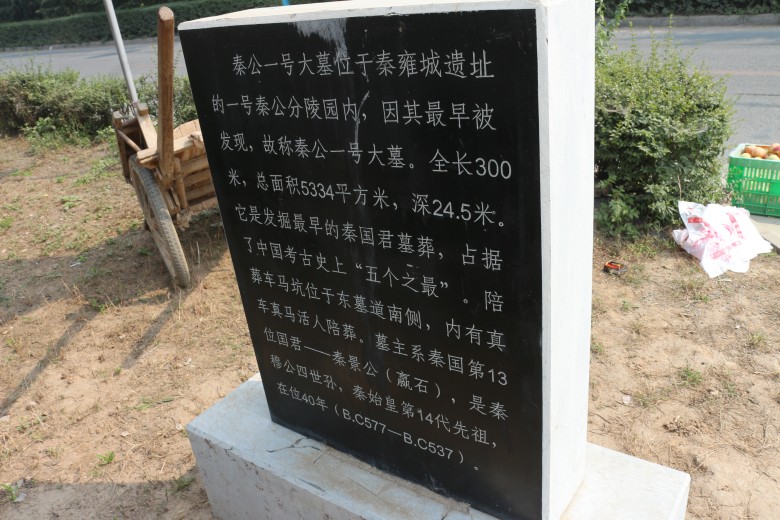 秦公一号大墓位于秦雍城遗址
的一号秦公分陵园内，因其最早被
发现，故称秦公一号大墓。全长300
米，总面积5334平方米，深24.5米。
它是发掘最早的秦国君墓葬，占据
了中国考古史上“五个之最”。陪
葬车马坑位于东墓道南侧，内有真
车真马活人陪葬。墓主系秦国第13
位国君——秦景公（嬴石），是秦
穆公四世孙，秦始皇第14代先祖，
在位40年（B.C577—B.C537）。